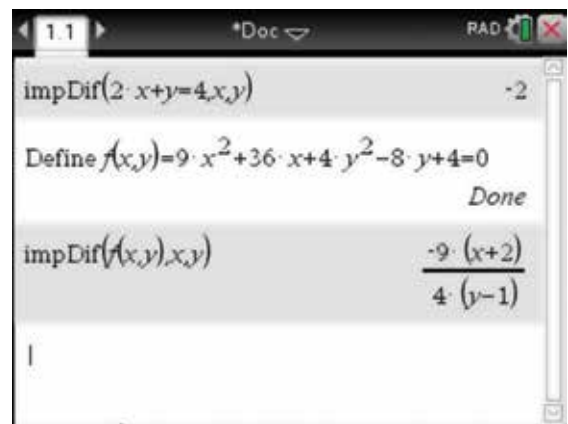 1.1 *Doc RAD
impDif(2·x+y=4,x,y) -2
Define f(x,y)=9·x²+36·x+4·y²−8·y+4=0
Done
impDif(f(x,y),x,y) -9·(x+2)
4·(y−1)